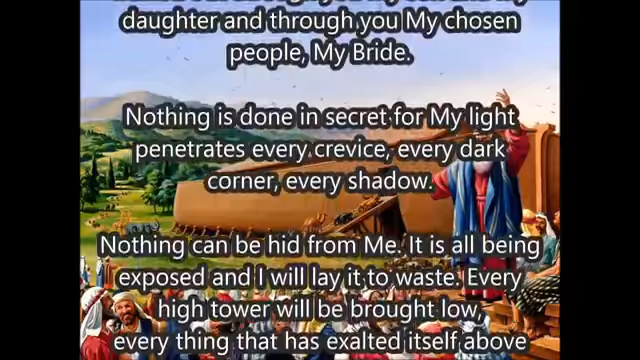 daughter and through you My chosen
people, My Bride.
Nothing is done in secret for My light
penetrates every crevice, every dark
corner, every shadow.
Nothing can be hid from Me. It is all being
exposed and I will lay it to waste. Every
high tower will be brought low,
every thing that has exalted itself above